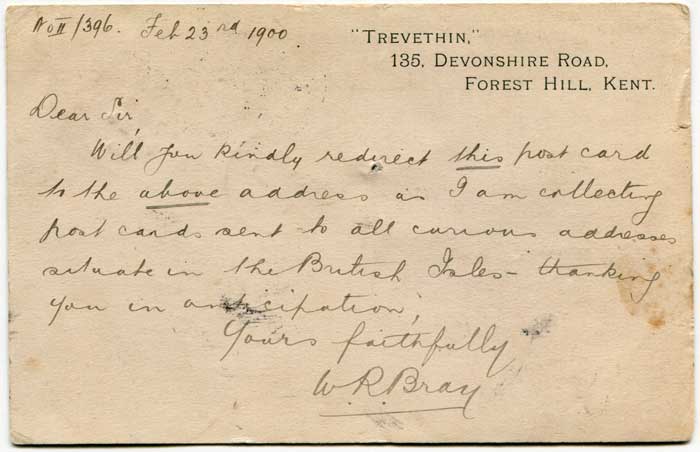 No II/396. Feb 23rd 1900
"TREVETHIN,"
135, DEVONSHIRE ROAD,
FOREST HILL, KENT.
Dear Sir,
Will you kindly redirect this post card
to the above address as I am collecting
post cards sent to all curious addresses
situate in the British Isles – thanking
you in anticipation,
Yours faithfully
W.R.Bray